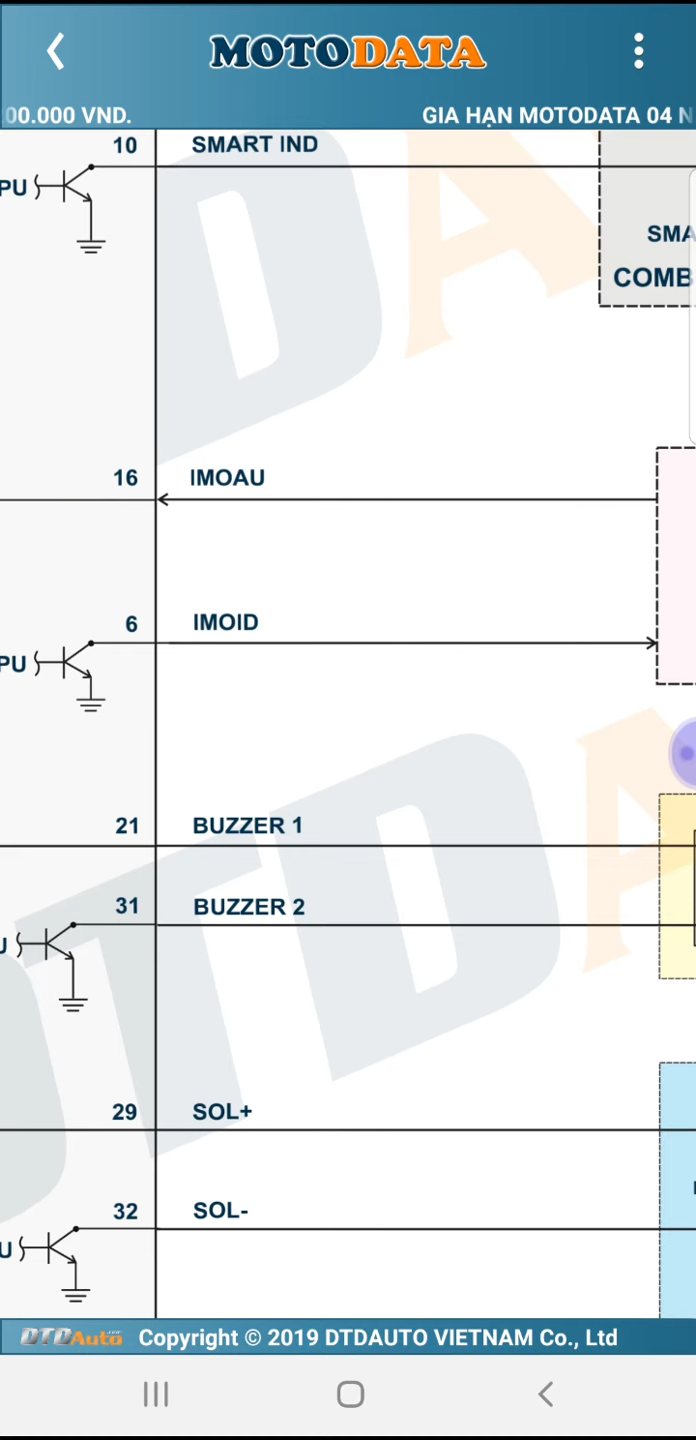 MOTODATA
00.000 VND. GIA HẠN MOTODATA 04 N
10 SMART IND
PU
SMA
COMB
16 IMOAU
6 IMOID
PU
21 BUZZER 1
31 BUZZER 2
U
29 SOL+
32 SOL-
U
DTDAuto Copyright © 2019 DTDAUTO VIETNAM Co., Ltd